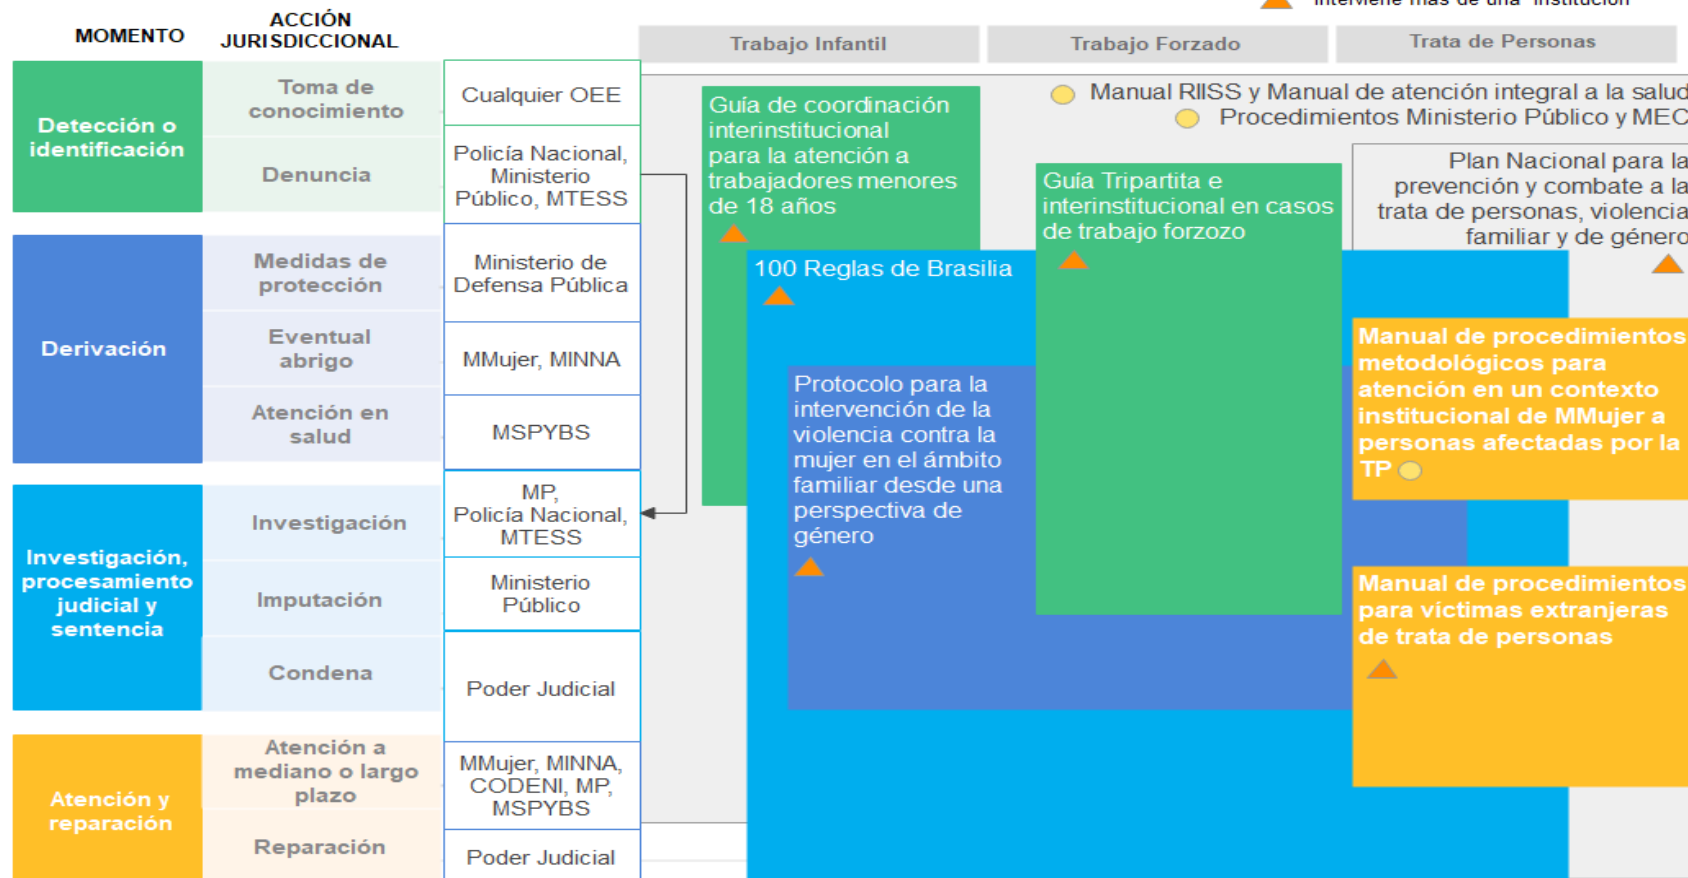 Interviene más de una institución
MOMENTO
ACCIÓN
JURISDICCIONAL
Trabajo Infantil
Trabajo Forzado
Trata de Personas
Detección o
identificación
Toma de
conocimiento
Cualquier OEE
Denuncia
Policía Nacional,
Ministerio
Público, MTESS
Derivación
Medidas de
protección
Ministerio de
Defensa Pública
Eventual
abrigo
MMujer, MINNA
Atención en
salud
MSPYBS
Investigación,
procesamiento
judicial y
sentencia
Investigación
MP,
Policía Nacional,
MTESS
Imputación
Ministerio
Público
Condena
Poder Judicial
Atención y
reparación
Atención a
mediano o largo
plazo
MMujer, MINNA,
CODENI, MP,
MSPYBS
Reparación
Poder Judicial
Guía de coordinación
interinstitucional
para la atención a
trabajadores menores
de 18 años
Manual RIISS y Manual de atención integral a la salud
Procedimientos Ministerio Público y MEC
Guía Tripartita e
interinstitucional en casos
de trabajo forzozo
Plan Nacional para la
prevención y combate a la
trata de personas, violencia
familiar y de género
100 Reglas de Brasilia
Protocolo para la
intervención de la
violencia contra la
mujer en el ámbito
familiar desde una
perspectiva de
género
Manual de procedimientos
metodológicos para
atención en un contexto
institucional de MMujer a
personas afectadas por la
TP
Manual de procedimientos
para víctimas extranjeras
de trata de personas